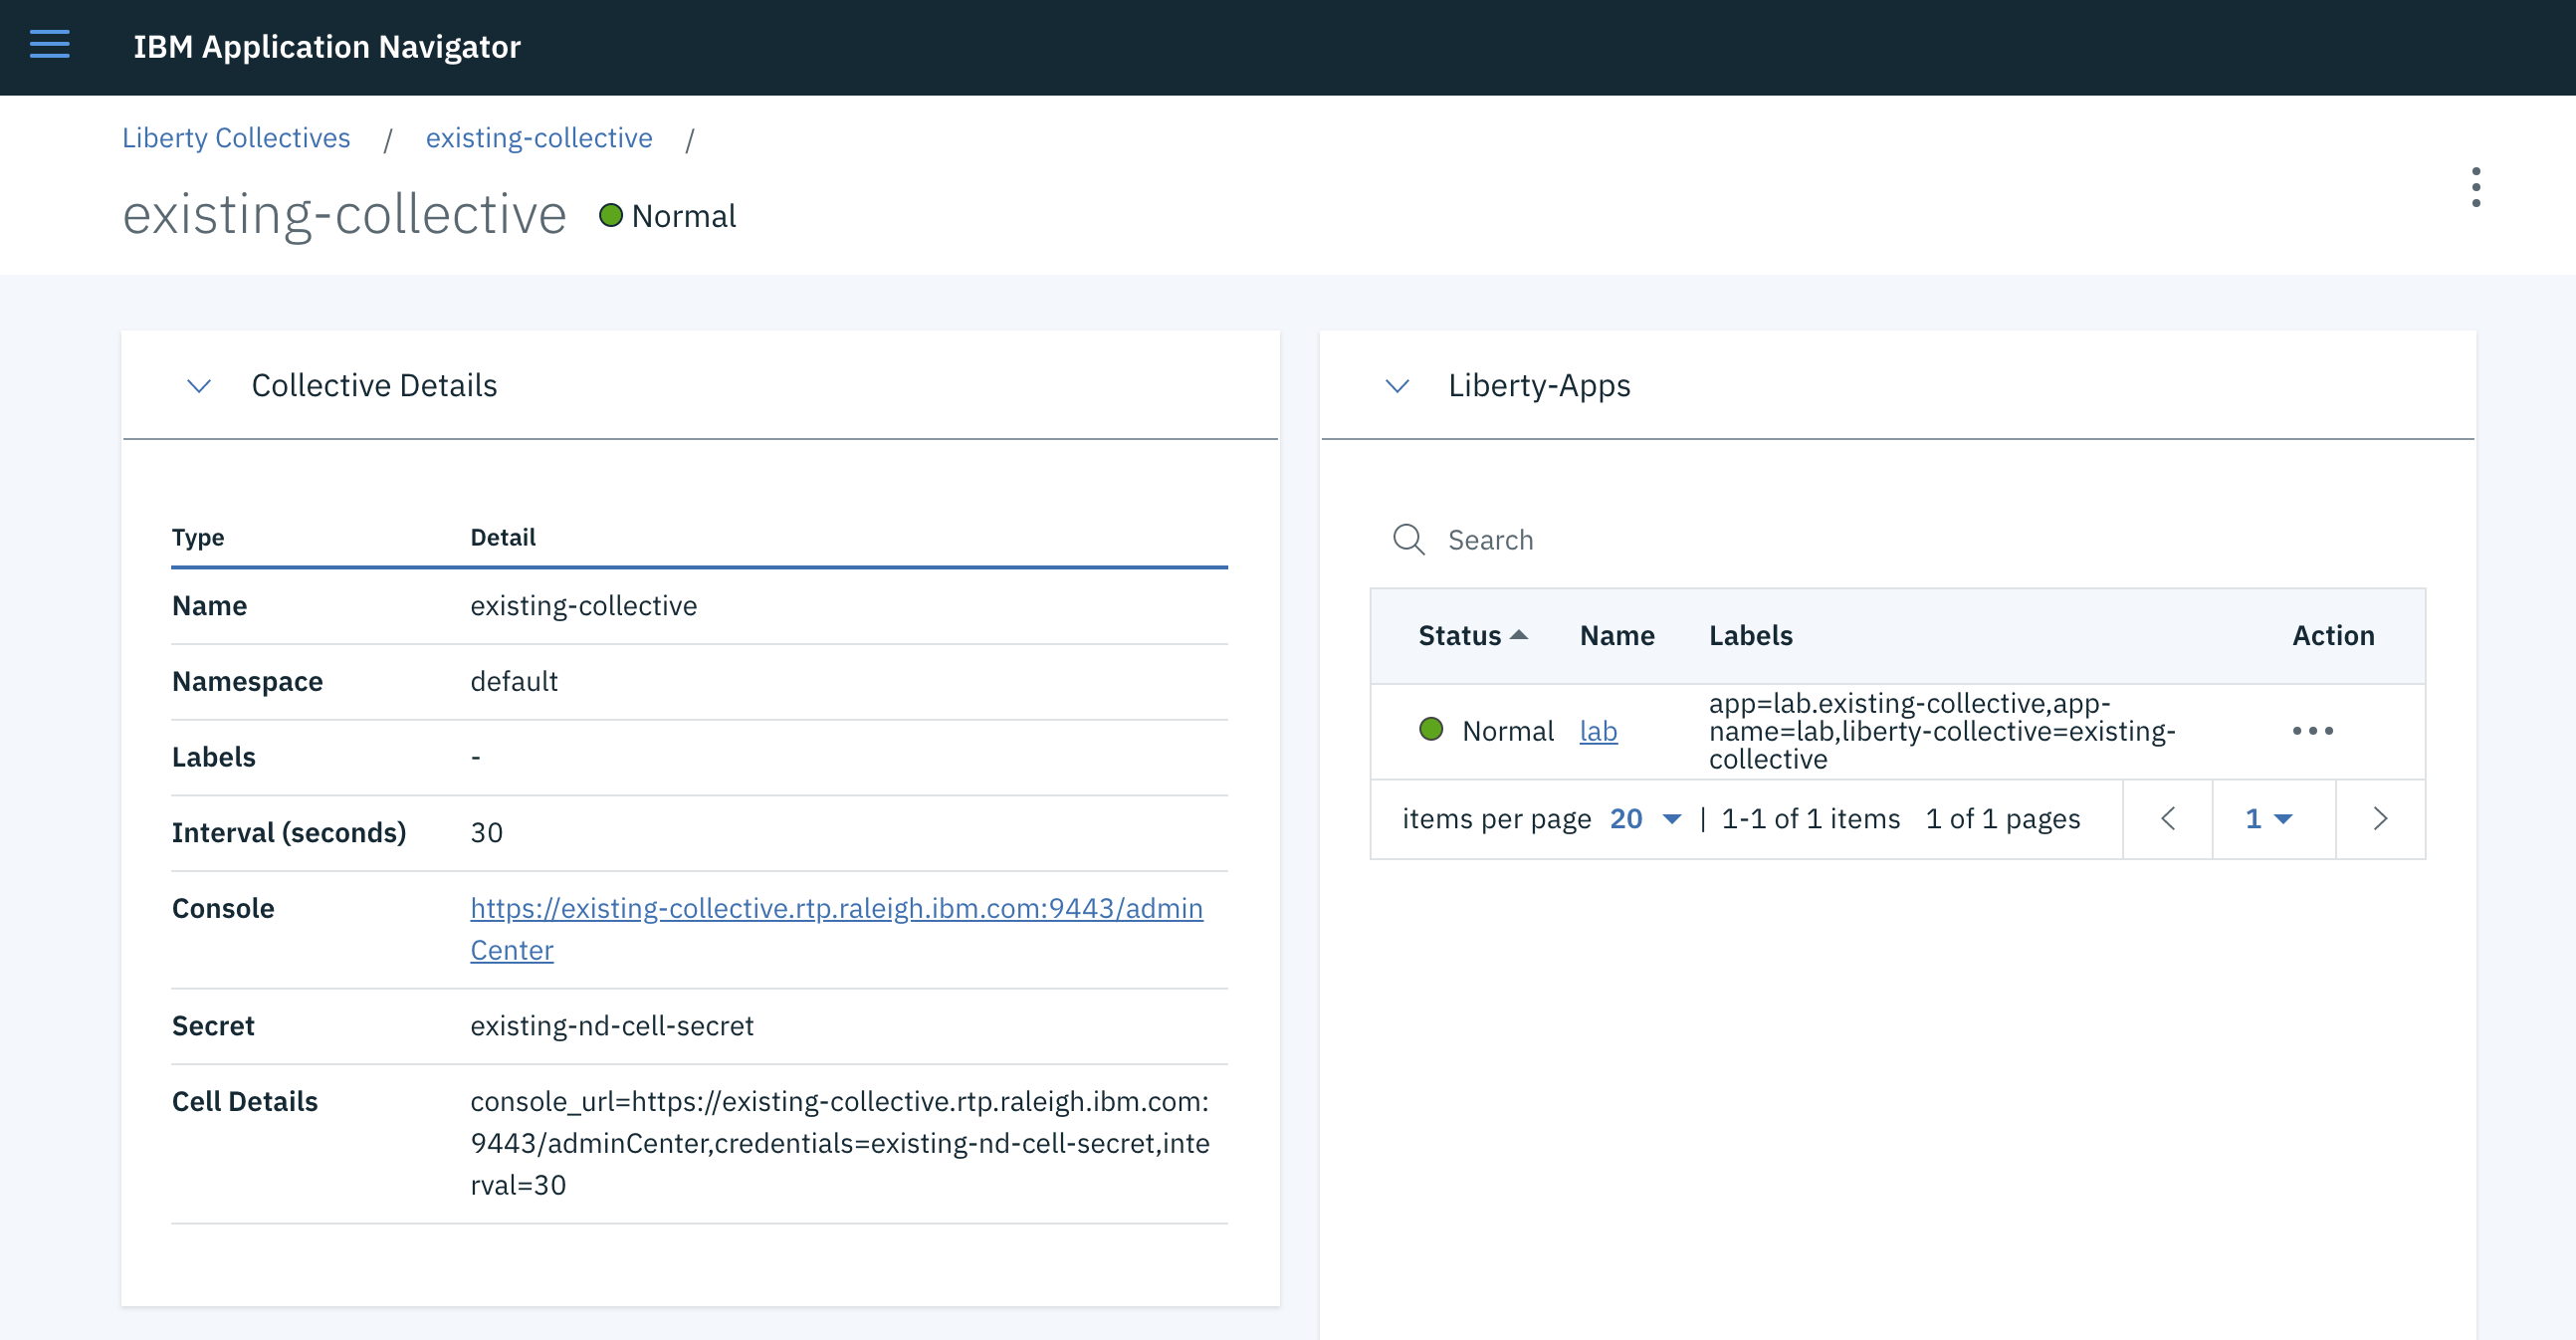 IBM Application Navigator
Liberty Collectives / existing-collective /
existing-collective Normal
Collective Details
Type Detail
Name existing-collective
Namespace default
Labels -
Interval (seconds) 30
Console https://existing-collective.rtp.raleigh.ibm.com:9443/admin
Center
Secret existing-nd-cell-secret
Cell Details console_url=https://existing-collective.rtp.raleigh.ibm.com:
9443/adminCenter,credentials=existing-nd-cell-secret,inte
rval=30
Liberty-Apps
Search
Status Name Labels Action
app=lab.existing-collective,app-
Normal lab name=lab,liberty-collective=existing-
collective
items per page 20 | 1-1 of 1 items 1 of 1 pages 1